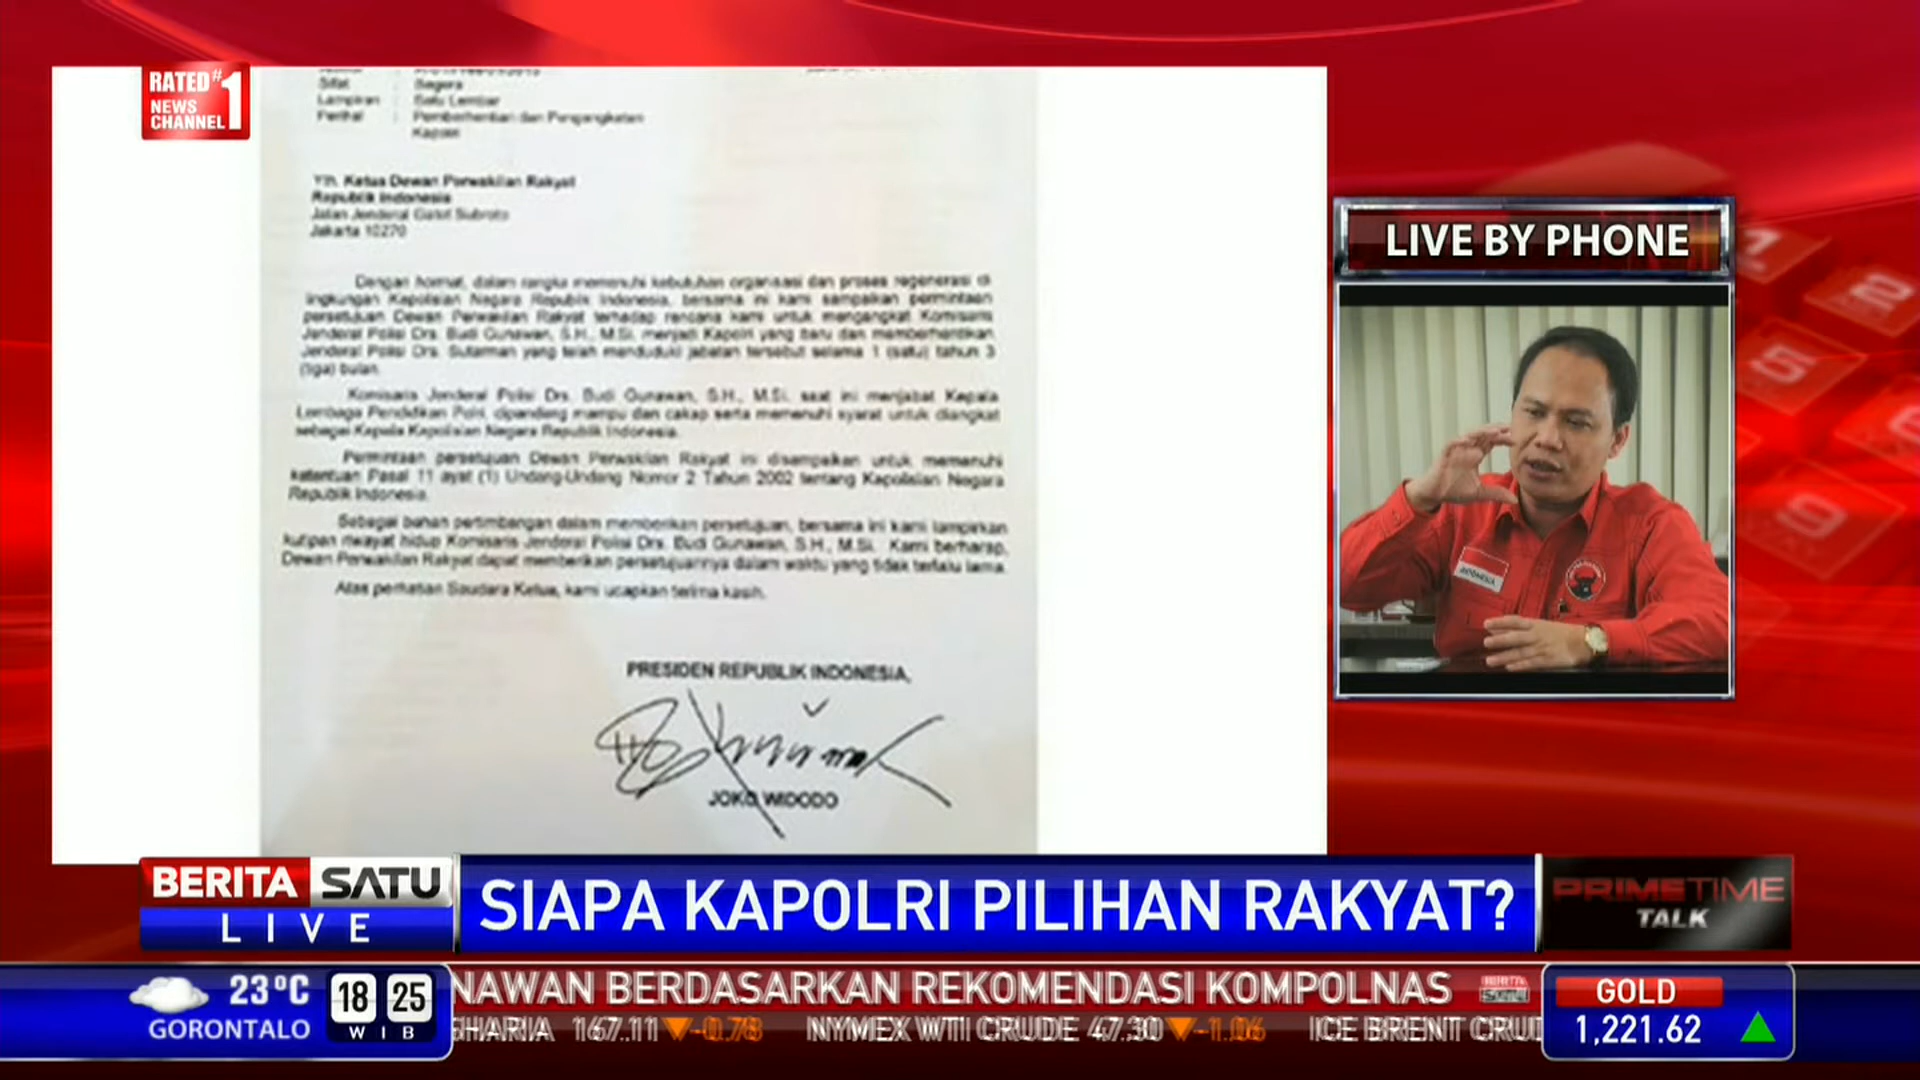 RATED #1
NEWS
CHANNEL
Sifat : Segera
Lampiran : Satu Lembar
Perihal : Pemberhentian dan Pengangkatan
Kapolri
Yth. Ketua Dewan Perwakilan Rakyat
Republik Indonesia
Jalan Jenderal Gatot Subroto
Jakarta 10270
Dengan hormat, dalam rangka memenuhi kebutuhan organisasi dan proses regenerasi di
lingkungan Kepolisian Negara Republik Indonesia, bersama ini kami sampaikan permintaan
persetujuan Dewan Perwakilan Rakyat terhadap rencana kami untuk mengangkat Komisaris
Jenderal Polisi Drs. Budi Gunawan, S.H., M.Si. menjadi Kapolri yang baru dan memberhentikan
Jenderal Polisi Drs. Sutarman yang telah menduduki jabatan tersebut selama 1 (satu) tahun 3
(tiga) bulan.
Komisaris Jenderal Polisi Drs. Budi Gunawan, S.H., M.Si. saat ini menjabat Kepala
Lembaga Pendidikan Polri, dipandang mampu dan cakap serta memenuhi syarat untuk diangkat
sebagai Kepala Kepolisian Negara Republik Indonesia.
Permintaan persetujuan Dewan Perwakilan Rakyat ini disampaikan untuk memenuhi
ketentuan Pasal 11 ayat (1) Undang-Undang Nomor 2 Tahun 2002 tentang Kepolisian Negara
Republik Indonesia.
Sebagai bahan pertimbangan dalam memberikan persetujuan, bersama ini kami lampirkan
kutipan riwayat hidup Komisaris Jenderal Polisi Drs. Budi Gunawan, S.H., M.Si. Kami berharap,
Dewan Perwakilan Rakyat dapat memberikan persetujuannya dalam waktu yang tidak terlalu lama.
Atas perhatian Saudara Ketua, kami ucapkan terima kasih.
PRESIDEN REPUBLIK INDONESIA,
JOKO WIDODO
LIVE BY PHONE
INDONESIA
1
2
5
9
BERITA SATU
LIVE
SIAPA KAPOLRI PILIHAN RAKYAT?
PRIMETIME
TALK
23°C
GORONTALO
18 25
WIB
NAWAN BERDASARKAN REKOMENDASI KOMPOLNAS
SHARIA 167.11 -0.78 NYMEX WTI CRUDE 47.30 -1.06 ICE BRENT CRUD
GOLD
1,221.62